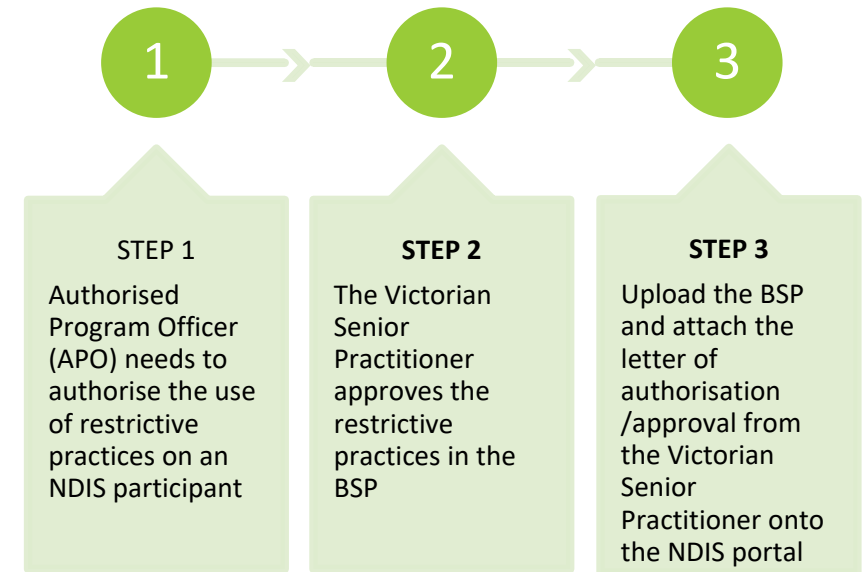 1
2
3
STEP 1
Authorised
Program Officer
(APO) needs to
authorise the use
of restrictive
practices on an
NDIS participant
STEP 2
The Victorian
Senior
Practitioner
approves the
restrictive
practices in the
BSP
STEP 3
Upload the BSP
and attach the
letter of
authorisation
/approval from
the Victorian
Senior
Practitioner onto
the NDIS portal